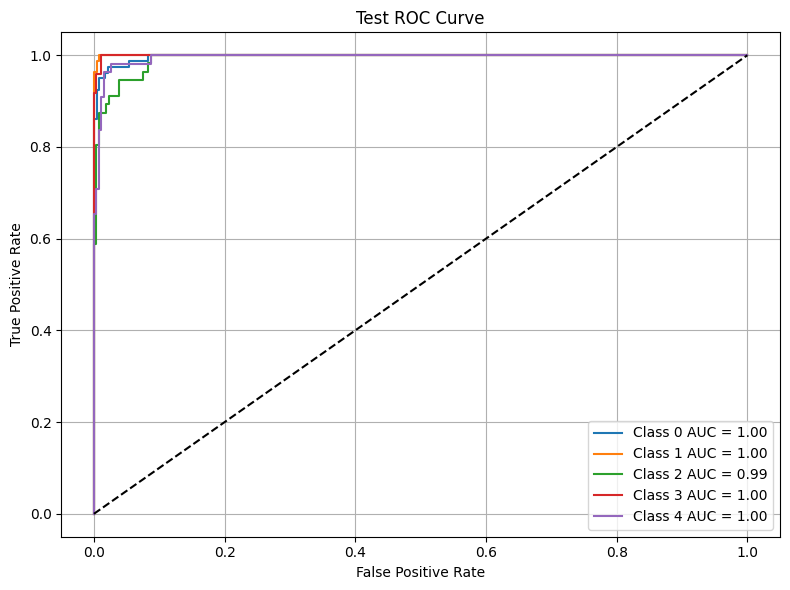 Test ROC Curve
True Positive Rate
1.0
0.8
0.6
0.4
0.2
0.0
Class 0 AUC = 1.00
Class 1 AUC = 1.00
Class 2 AUC = 0.99
Class 3 AUC = 1.00
Class 4 AUC = 1.00
0.0 0.2 0.4 0.6 0.8 1.0
False Positive Rate